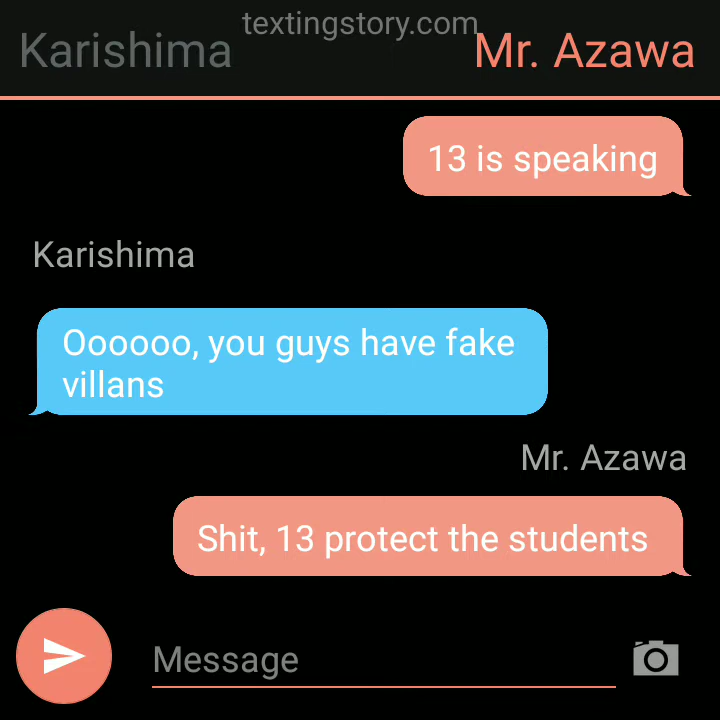 textingstory.com
Karishima
Mr. Azawa
13 is speaking
Karishima
Oooooo, you guys have fake
villans
Mr. Azawa
Shit, 13 protect the students
Message